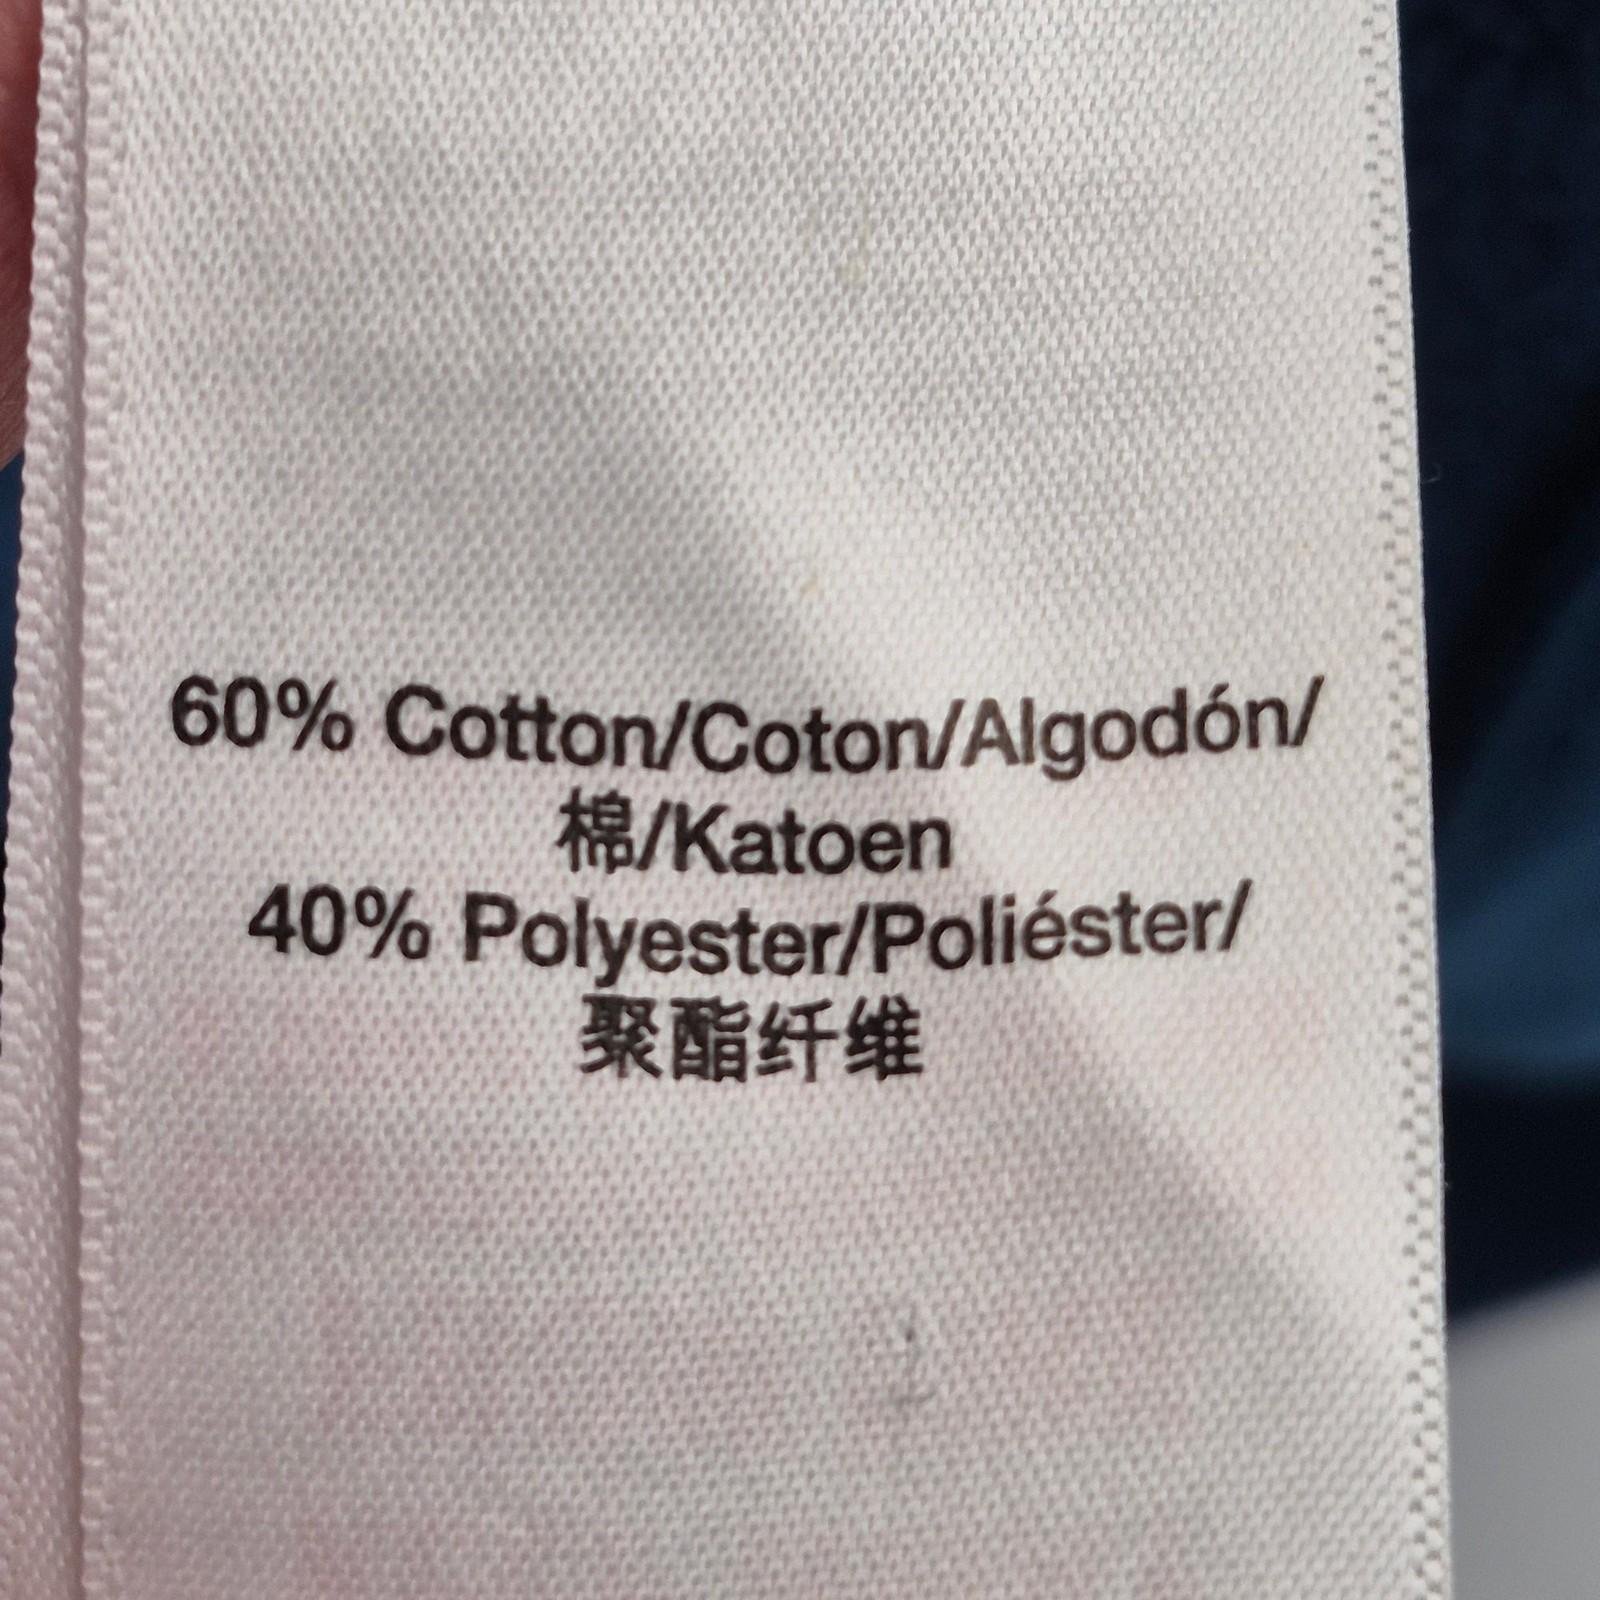 60% Cotton/Coton/Algodón/
棉/Katoen
40% Polyester/Poliéster/
聚酯纤维